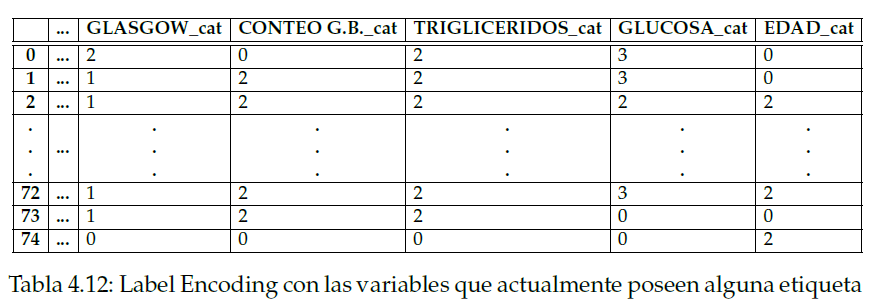 ... GLASGOW_cat CONTEO G.B._cat TRIGLICERIDOS_cat GLUCOSA_cat EDAD_cat
0 ... 2 0 2 3 0
1 ... 1 2 2 3 0
2 ... 1 2 2 2 2
. . . . . .
. ... . . . . .
. . . . . .
72 ... 1 2 2 3 2
73 ... 1 2 2 0 0
74 ... 0 0 0 0 2
Tabla 4.12: Label Encoding con las variables que actualmente poseen alguna etiqueta